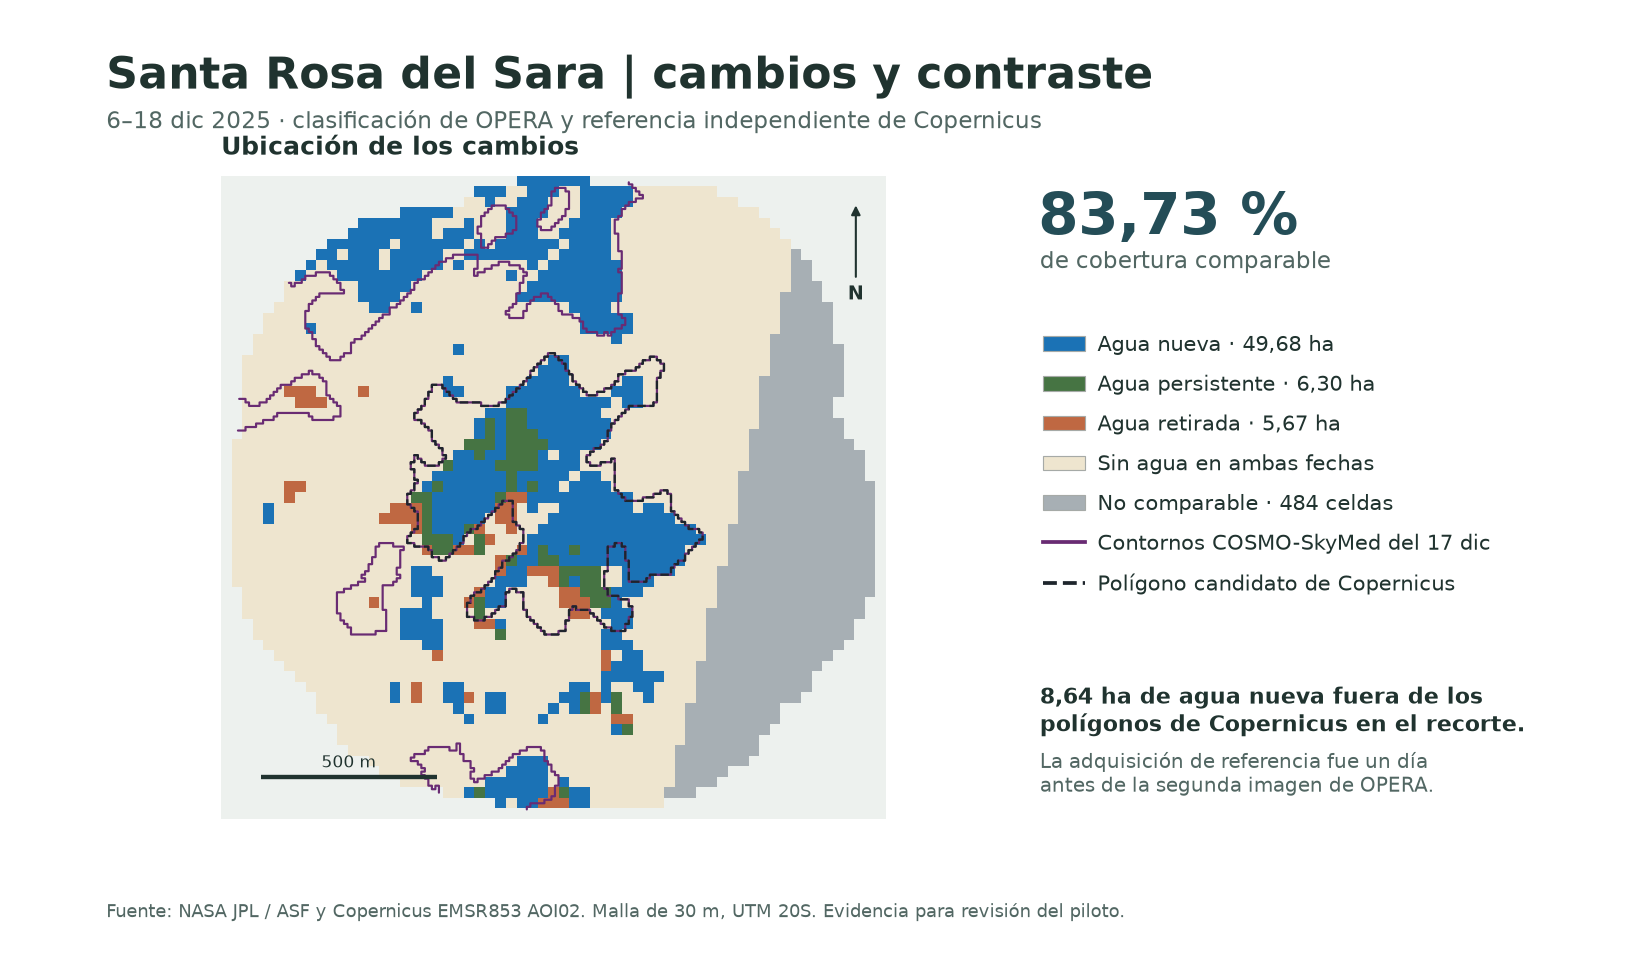 Santa Rosa del Sara | cambios y contraste
6–18 dic 2025 · clasificación de OPERA y referencia independiente de Copernicus
Ubicación de los cambios
N
500 m
83,73 %
de cobertura comparable
Agua nueva · 49,68 ha
Agua persistente · 6,30 ha
Agua retirada · 5,67 ha
Sin agua en ambas fechas
No comparable · 484 celdas
Contornos COSMO-SkyMed del 17 dic
Polígono candidato de Copernicus
8,64 ha de agua nueva fuera de los
polígonos de Copernicus en el recorte.
La adquisición de referencia fue un día
antes de la segunda imagen de OPERA.
Fuente: NASA JPL / ASF y Copernicus EMSR853 AOI02. Malla de 30 m, UTM 20S. Evidencia para revisión del piloto.